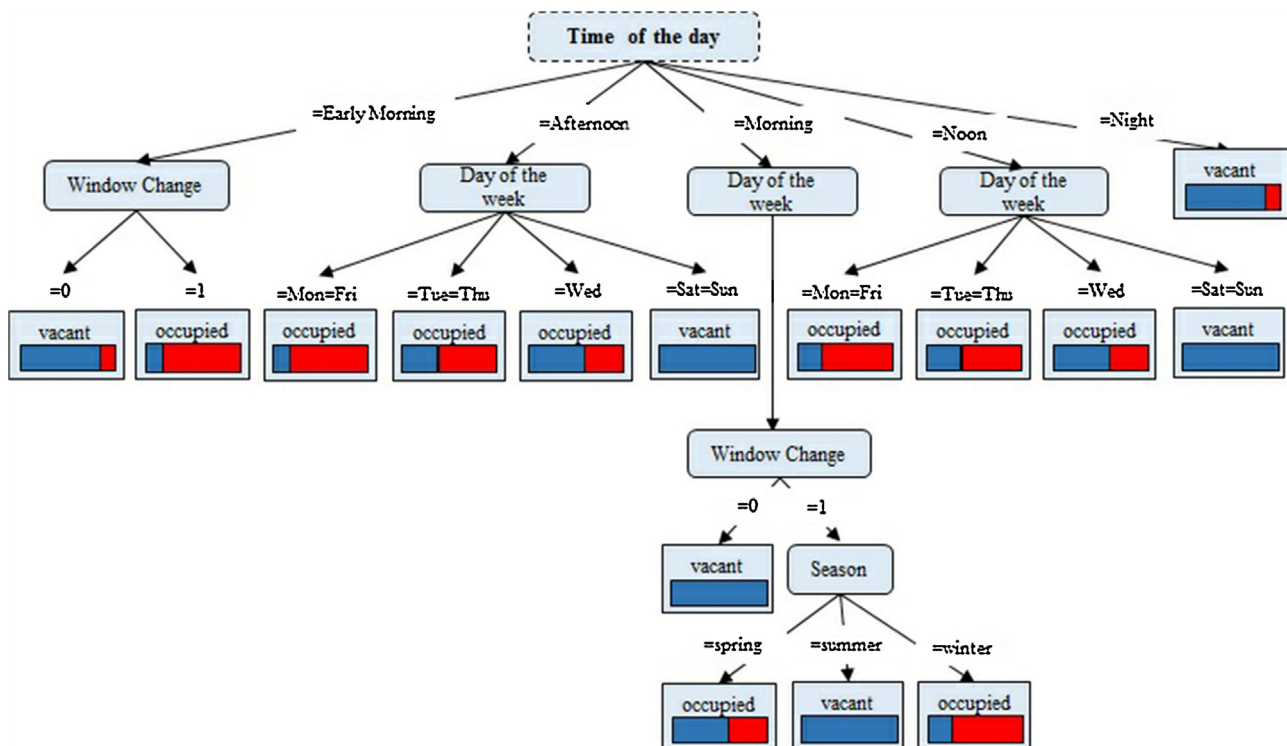 Time of the day
=Early Morning
=Afternoon
=Morning
=Noon
=Night
Window Change
Day of the
week
Day of the
week
Day of the
week
vacant
=0
=1
=Mon=Fri
=Tue=Thu
=Wed
=Sat=Sun
=Mon=Fri
=Tue=Thu
=Wed
=Sat=Sun
vacant
occupied
occupied
occupied
occupied
vacant
occupied
occupied
occupied
vacant
Window Change
=0
=1
vacant
Season
=spring
=summer
=winter
occupied
vacant
occupied